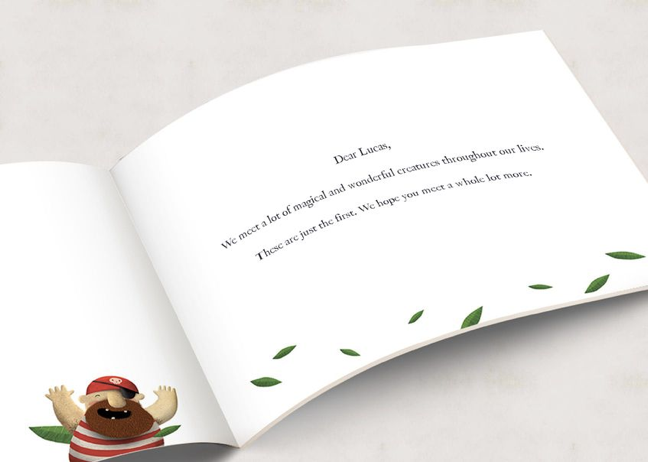 Dear Lucas,
We meet a lot of magical and wonderful creatures throughout our lives.
These are just the first. We hope you meet a whole lot more.